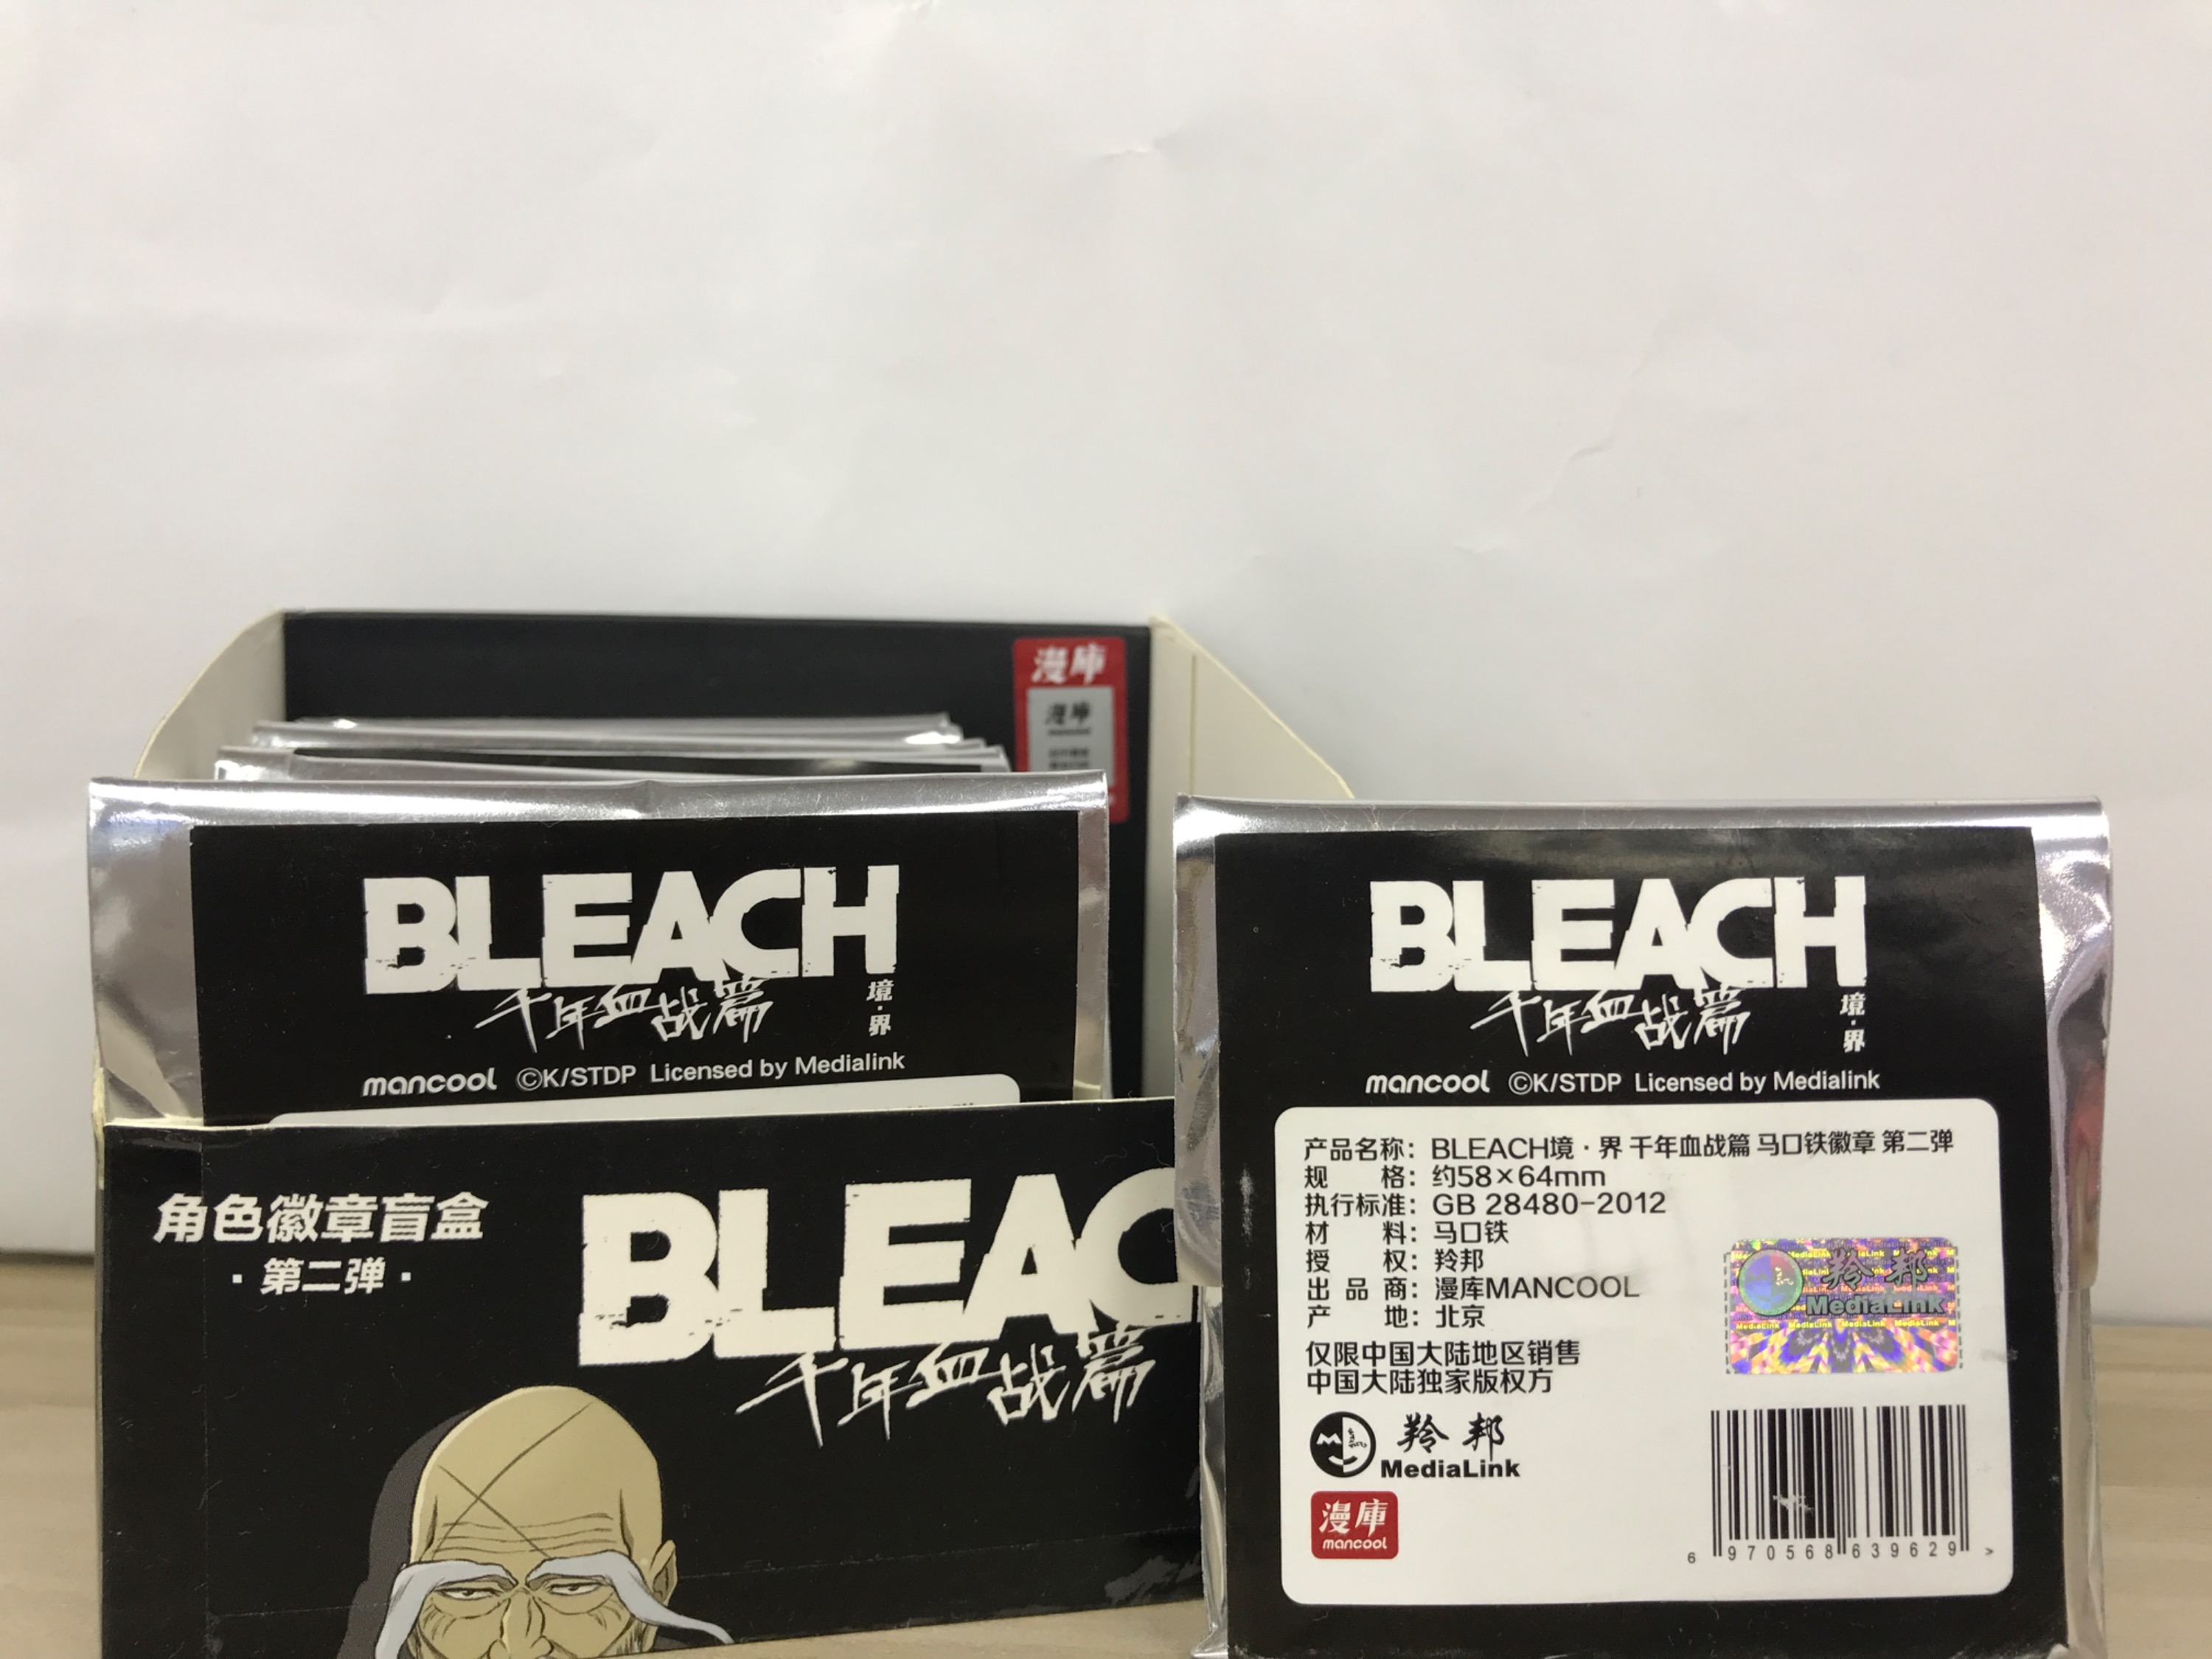 漫庫
漫庫
mancool
BLEACH
千年血战篇
境·界
mancool ©K/STDP Licensed by Medialink
角色徽章盲盒
·第二弹·
BLEAC
千年血战篇
BLEACH
千年血战篇
境·界
mancool ©K/STDP Licensed by Medialink
产品名称：BLEACH境·界 千年血战篇 马口铁徽章 第二弹
规 格：约58×64mm
执行标准：GB 28480-2012
材 料：马口铁
授 权：羚邦
出 品 商：漫库MANCOOL
产 地：北京
仅限中国大陆地区销售
中国大陆独家版权方
羚邦
MediaLink
羚邦
MediaLink
漫庫
mancool
6 970568 639629 >